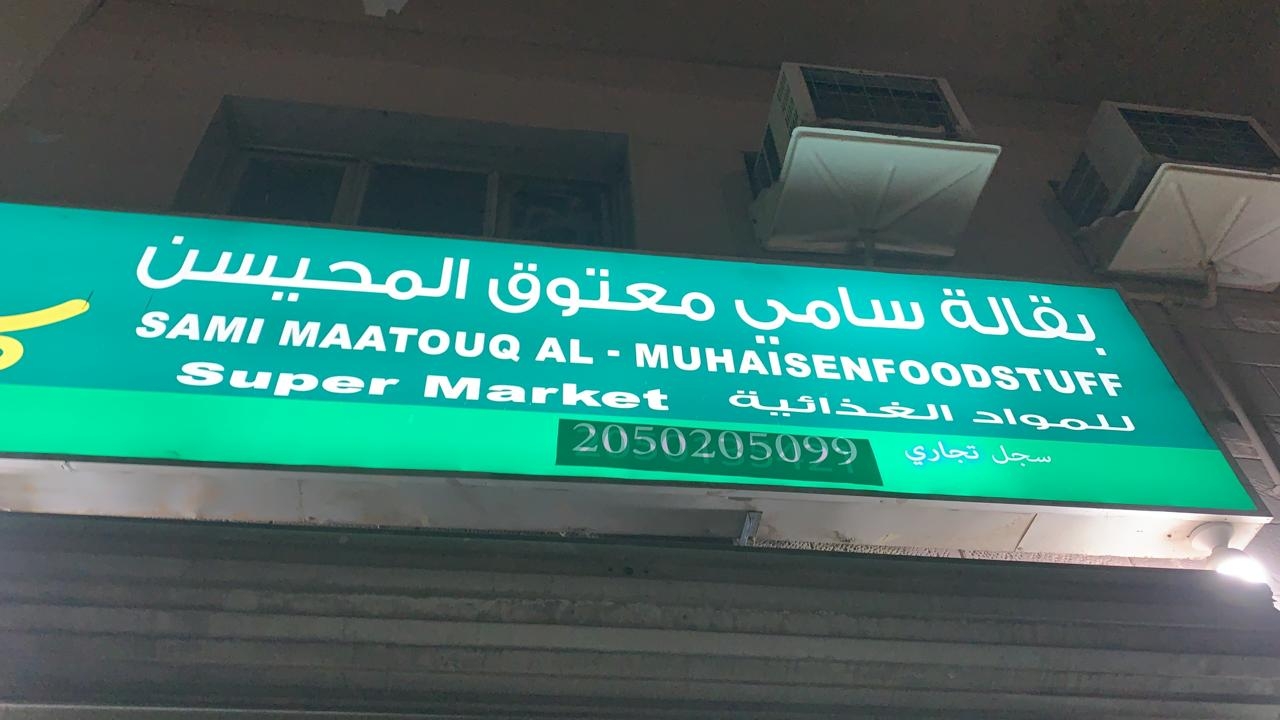 بقالة سامي معتوق المحيسن
SAMI MAATOUQ AL - MUHAISENFOODSTUFF
Super Market للمواد الغذائية
سجل تجاري 2050205099